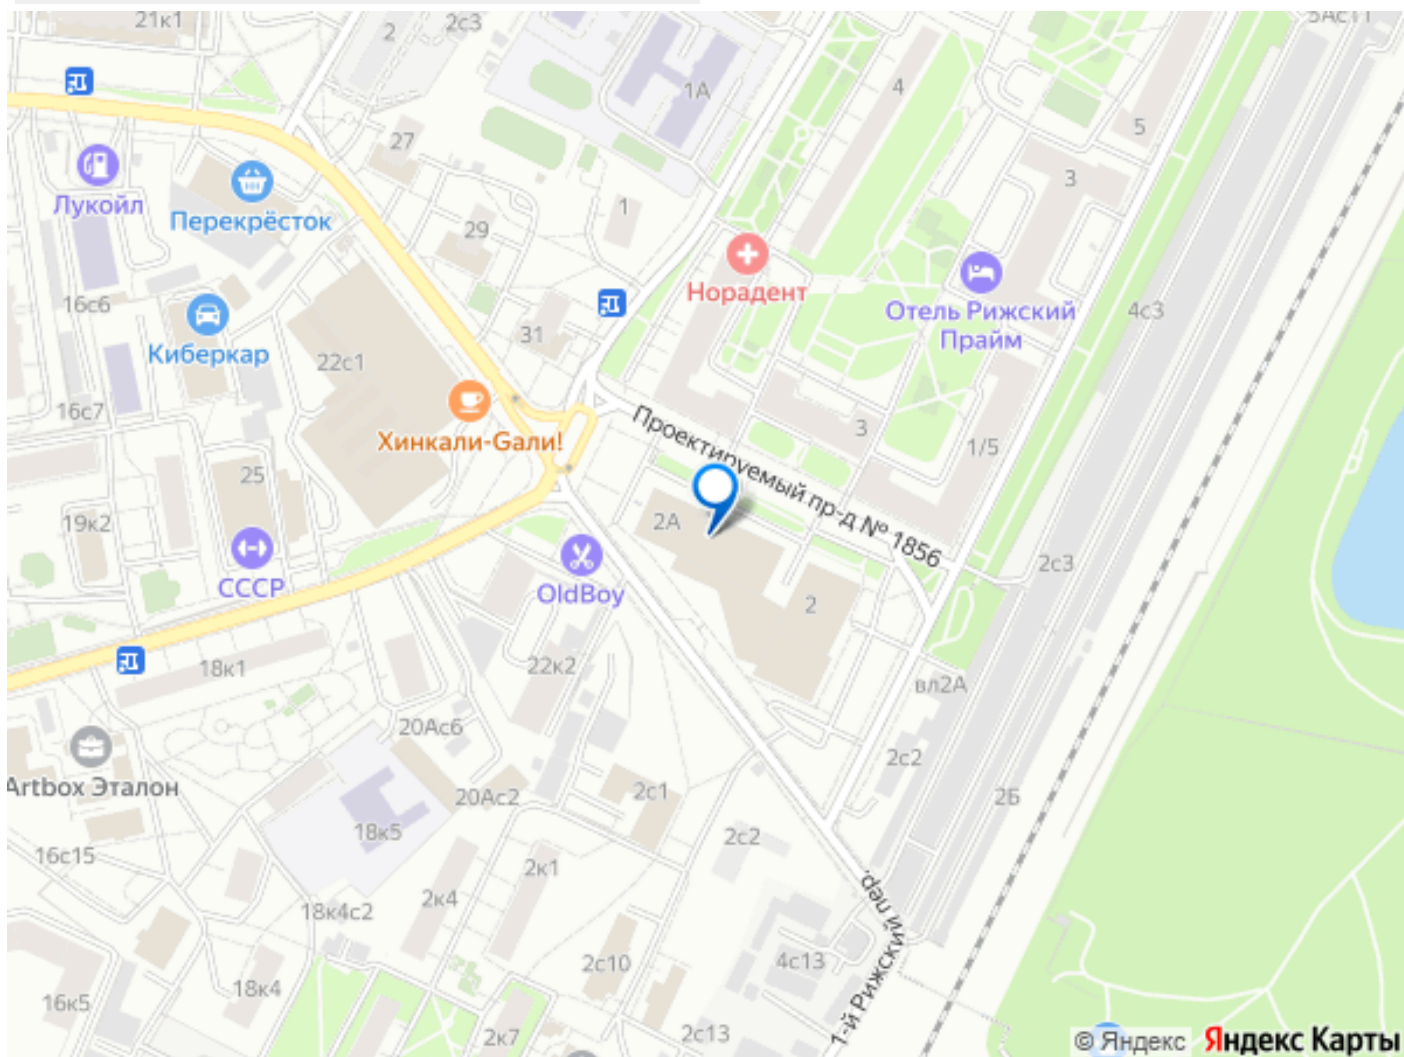 21к1
2
2с3
5Ас11
1А
4
5
27
3
Лукойл
Перекрёсток
29
1
Норадент
16с6
Отель Рижский
Прайм
4с3
Киберкар
22с1
31
16с7
Хинкали-Gали!
Проектируемый пр-д № 1856
3
1/5
25
19к2
2А
СССР
OldBoy
2
2с3
18к1
22к2
вл2А
20Ас6
2с2
Artbox Эталон
20Ас2
2с1
2Б
18к5
2с2
16с15
2к1
2к4
18к4с2
1-й Рижский пер.
4с13
2с10
18к4
16к5
2к7
2с13
© Яндекс Яндекс Карты